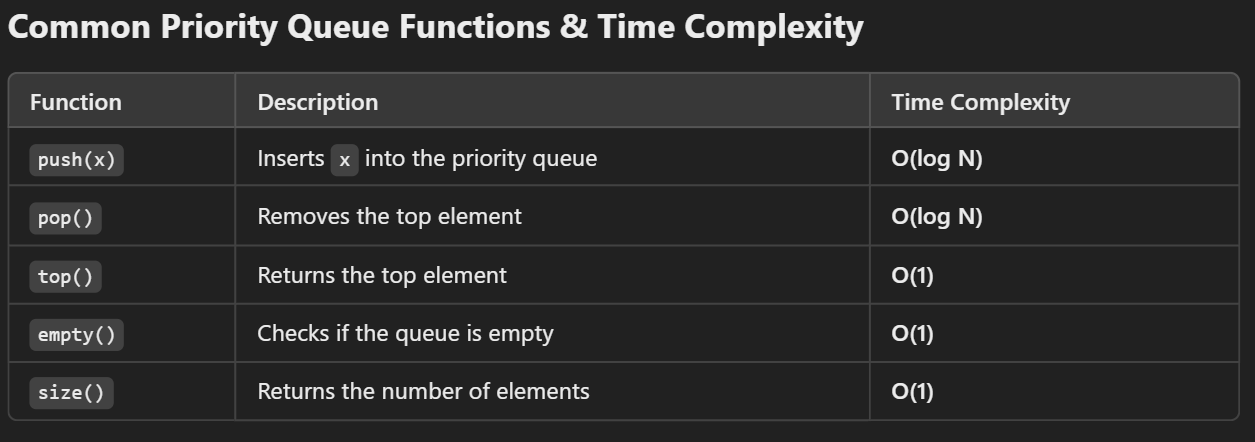 Common Priority Queue Functions & Time Complexity
Function Description Time Complexity
push(x) Inserts x into the priority queue O(log N)
pop() Removes the top element O(log N)
top() Returns the top element O(1)
empty() Checks if the queue is empty O(1)
size() Returns the number of elements O(1)